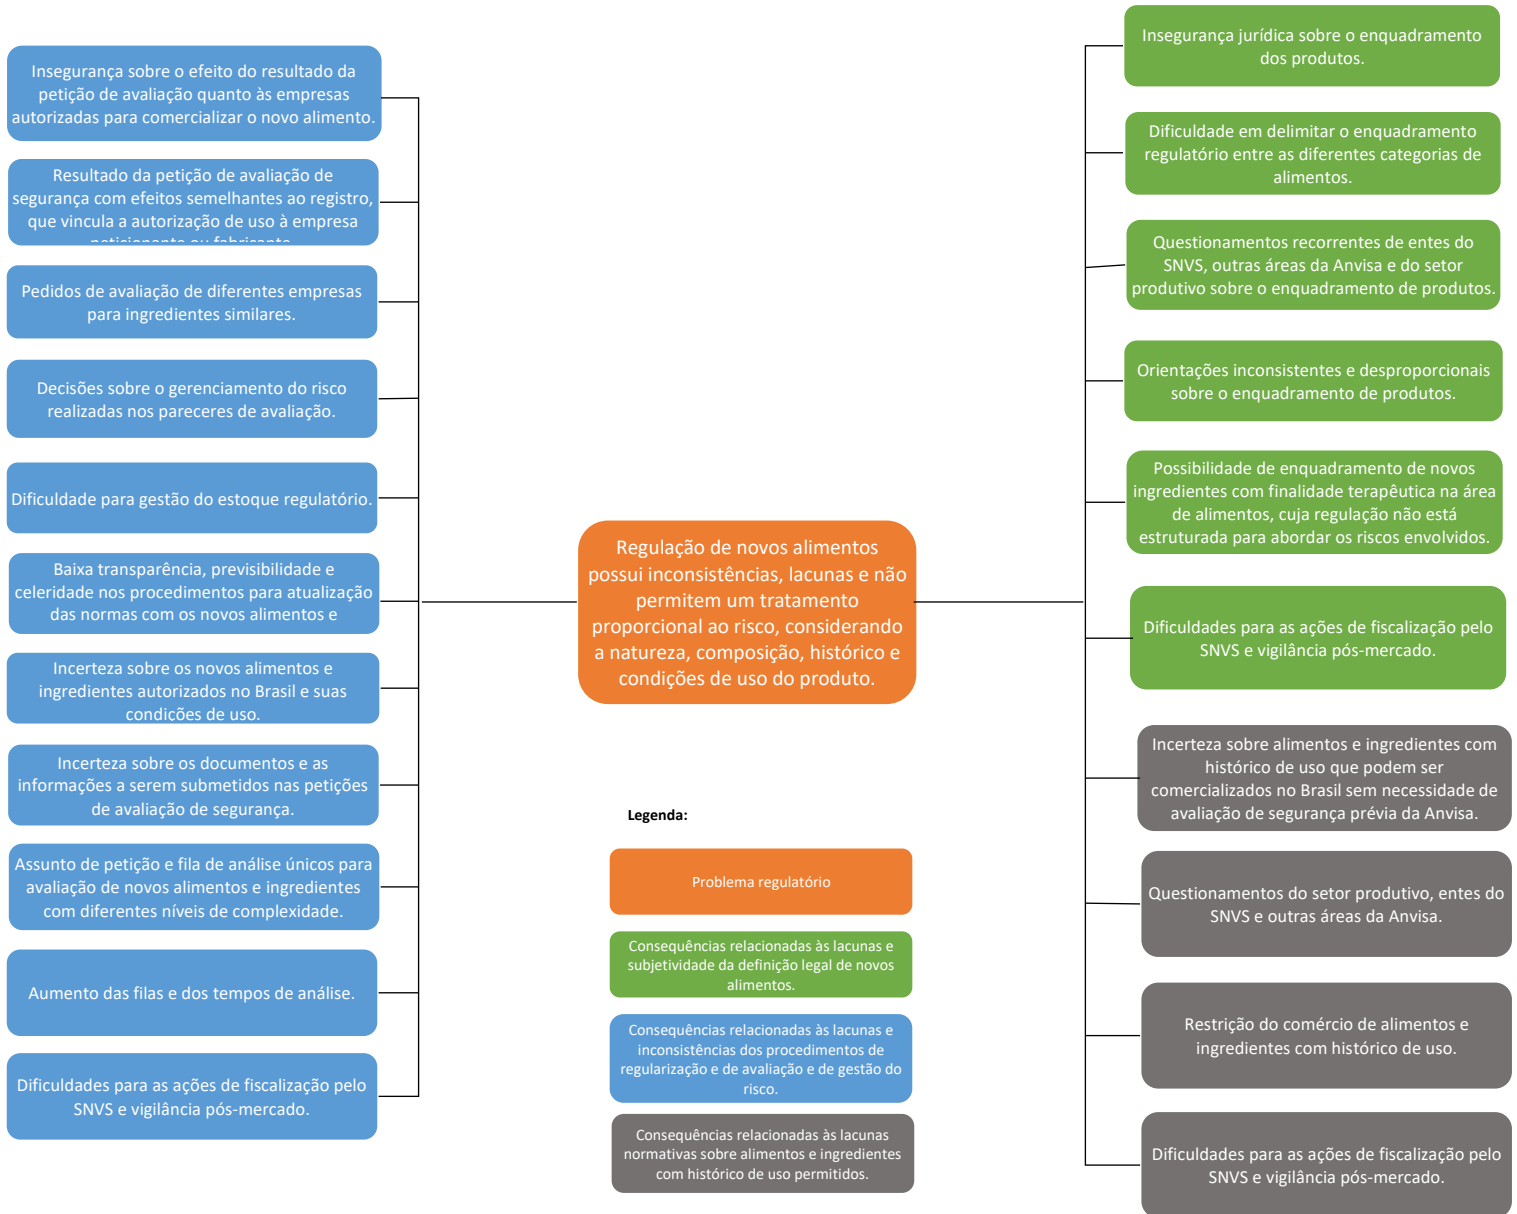 Insegurança sobre o efeito do resultado da
petição de avaliação quanto às empresas
autorizadas para comercializar o novo alimento.
Resultado da petição de avaliação de
segurança com efeitos semelhantes ao registro,
que vincula a autorização de uso à empresa
Pedidos de avaliação de diferentes empresas
para ingredientes similares.
Decisões sobre o gerenciamento do risco
realizadas nos pareceres de avaliação.
Dificuldade para gestão do estoque regulatório.
Baixa transparência, previsibilidade e
celeridade nos procedimentos para atualização
das normas com os novos alimentos e
Incerteza sobre os novos alimentos e
ingredientes autorizados no Brasil e suas
condições de uso.
Incerteza sobre os documentos e as
informações a serem submetidos nas petições
de avaliação de segurança.
Assunto de petição e fila de análise únicos para
avaliação de novos alimentos e ingredientes
com diferentes níveis de complexidade.
Aumento das filas e dos tempos de análise.
Dificuldades para as ações de fiscalização pelo
SNVS e vigilância pós-mercado.
Regulação de novos alimentos
possui inconsistências, lacunas e não
permitem um tratamento
proporcional ao risco, considerando
a natureza, composição, histórico e
condições de uso do produto.
Legenda:
Problema regulatório
Consequências relacionadas às lacunas e
subjetividade da definição legal de novos
alimentos.
Consequências relacionadas às lacunas e
inconsistências dos procedimentos de
regularização e de avaliação e de gestão do
risco.
Consequências relacionadas às lacunas
normativas sobre alimentos e ingredientes
com histórico de uso permitidos.
Insegurança jurídica sobre o enquadramento
dos produtos.
Dificuldade em delimitar o enquadramento
regulatório entre as diferentes categorias de
alimentos.
Questionamentos recorrentes de entes do
SNVS, outras áreas da Anvisa e do setor
produtivo sobre o enquadramento de produtos.
Orientações inconsistentes e desproporcionais
sobre o enquadramento de produtos.
Possibilidade de enquadramento de novos
ingredientes com finalidade terapêutica na área
de alimentos, cuja regulação não está
estruturada para abordar os riscos envolvidos.
Dificuldades para as ações de fiscalização pelo
SNVS e vigilância pós-mercado.
Incerteza sobre alimentos e ingredientes com
histórico de uso que podem ser
comercializados no Brasil sem necessidade de
avaliação de segurança prévia da Anvisa.
Questionamentos do setor produtivo, entes do
SNVS e outras áreas da Anvisa.
Restrição do comércio de alimentos e
ingredientes com histórico de uso.
Dificuldades para as ações de fiscalização pelo
SNVS e vigilância pós-mercado.